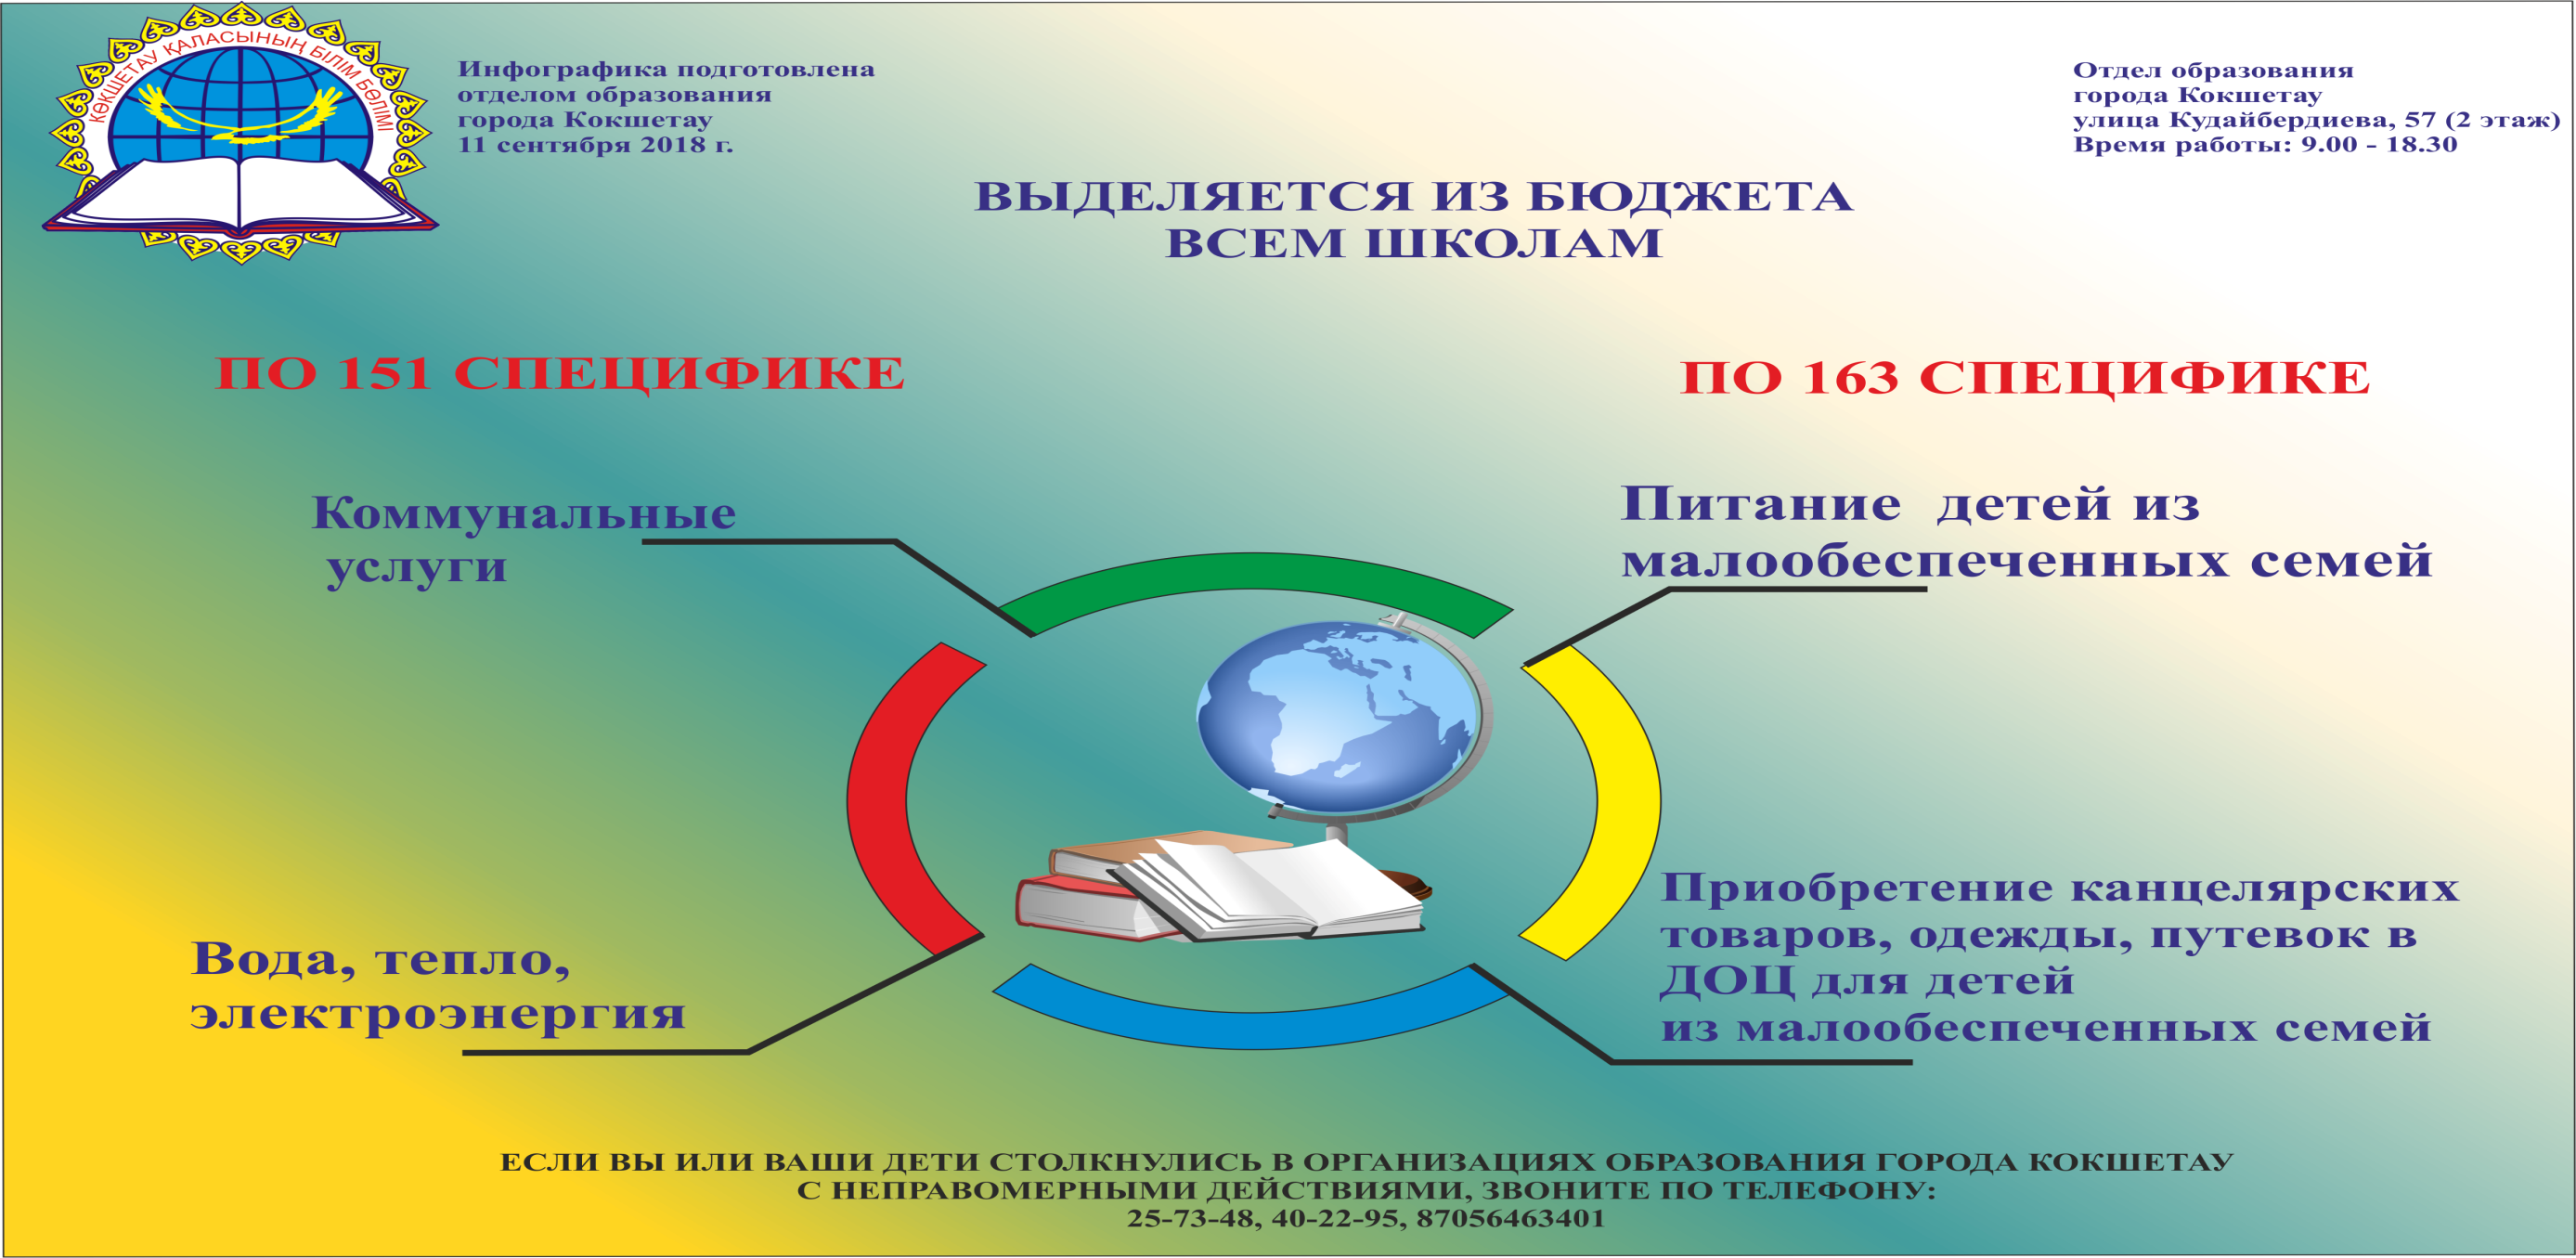 КӨКШЕТАУ ҚАЛАСЫНЫҢ БІЛІМ БӨЛІМІ
Инфографика подготовлена
отделом образования
города Кокшетау
11 сентября 2018 г.
Отдел образования
города Кокшетау
улица Кудайбердиева, 57 (2 этаж)
Время работы: 9.00 - 18.30
ВЫДЕЛЯЕТСЯ ИЗ БЮДЖЕТА
ВСЕМ ШКОЛАМ
ПО 151 СПЕЦИФИКЕ
Коммунальные
услуги
Вода, тепло,
электроэнергия
ПО 163 СПЕЦИФИКЕ
Питание детей из
малообеспеченных семей
Приобретение канцелярских
товаров, одежды, путевок в
ДОЦ для детей
из малообеспеченных семей
ЕСЛИ ВЫ ИЛИ ВАШИ ДЕТИ СТОЛКНУЛИСЬ В ОРГАНИЗАЦИЯХ ОБРАЗОВАНИЯ ГОРОДА КОКШЕТАУ
С НЕПРАВОМЕРНЫМИ ДЕЙСТВИЯМИ, ЗВОНИТЕ ПО ТЕЛЕФОНУ:
25-73-48, 40-22-95, 87056463401